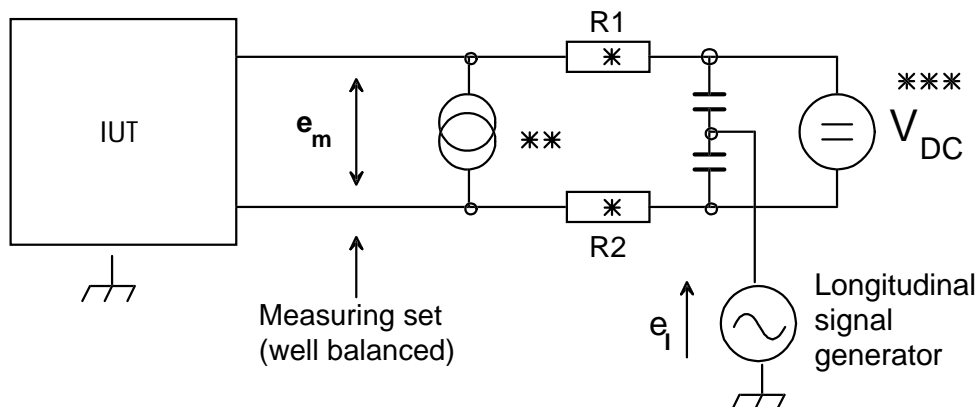 R1
*
***
IUT
e m
**
V DC
*
R2
Measuring set
(well balanced)
e l
Longitudinal
signal
generator